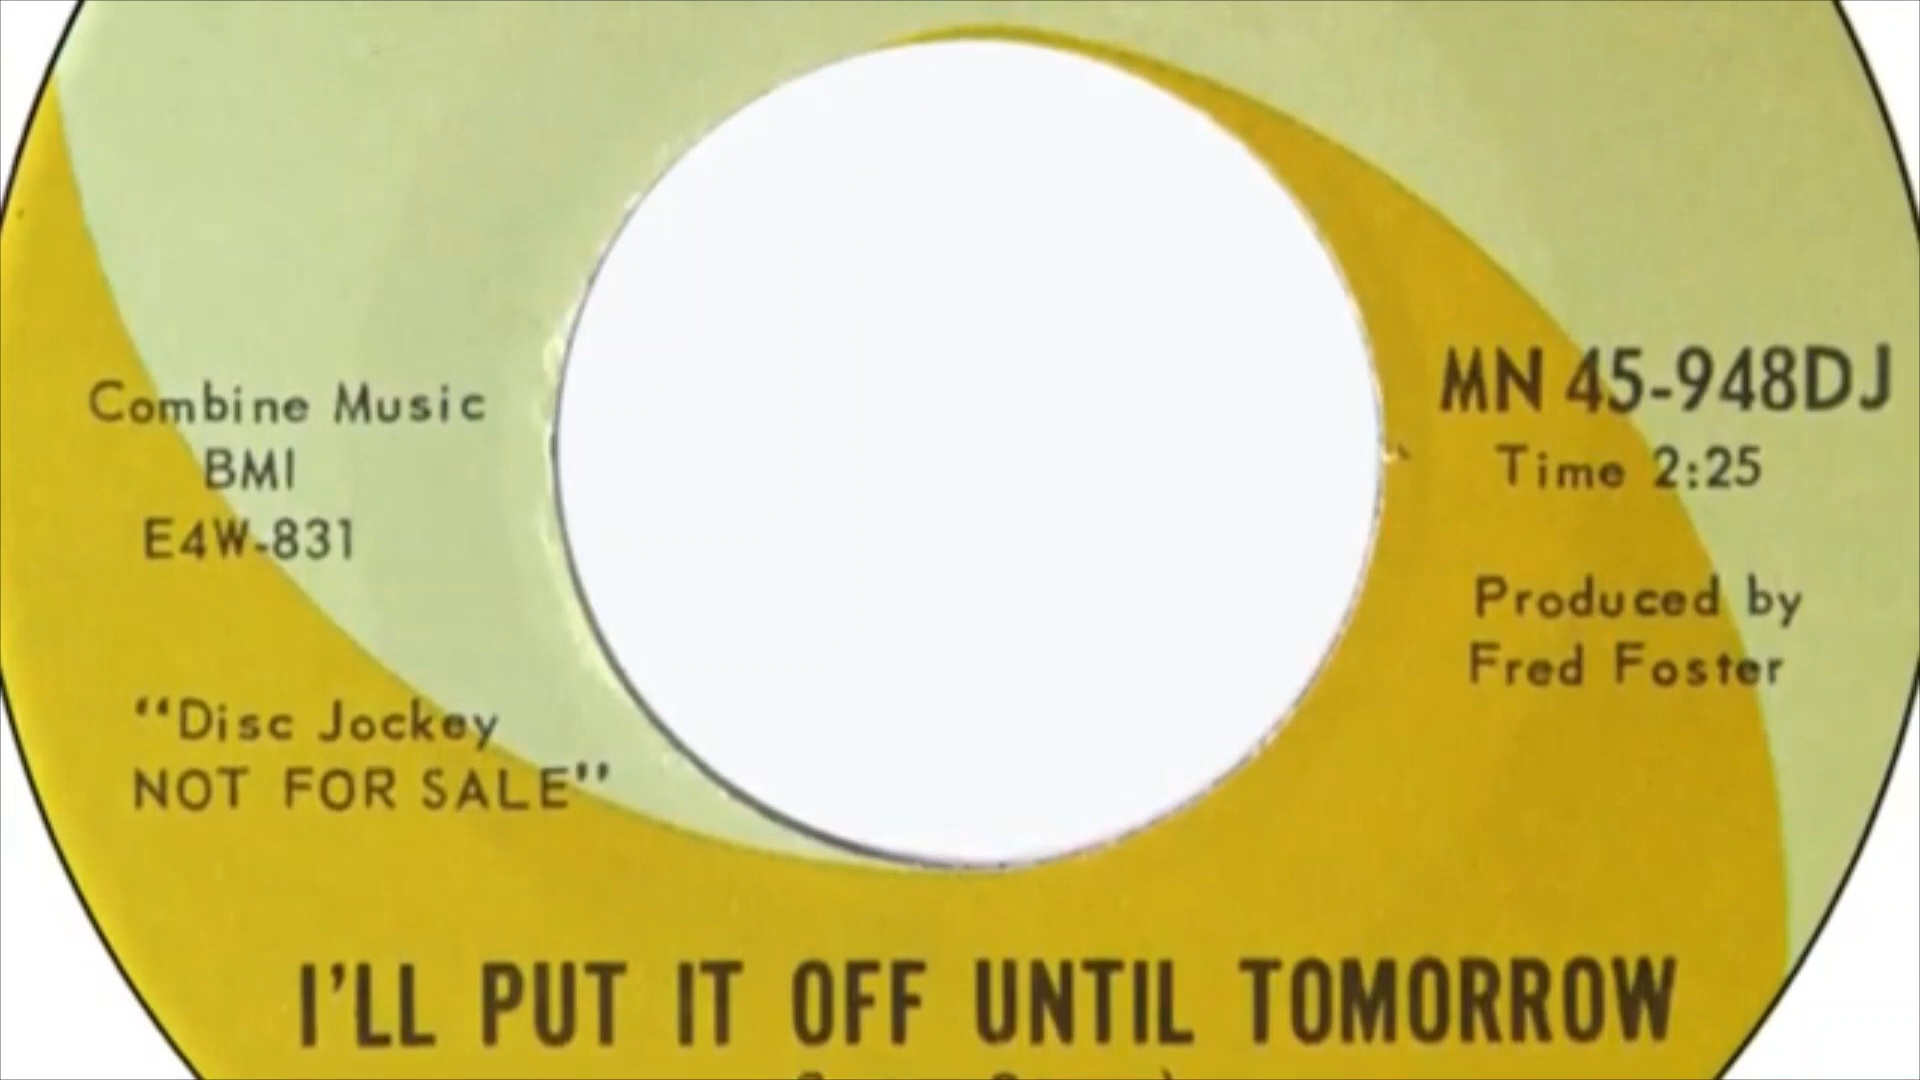 Combine Music
BMI
E4W-831
"Disc Jockey
NOT FOR SALE"
MN 45-948DJ
Time 2:25
Produced by
Fred Foster
I'LL PUT IT OFF UNTIL TOMORROW